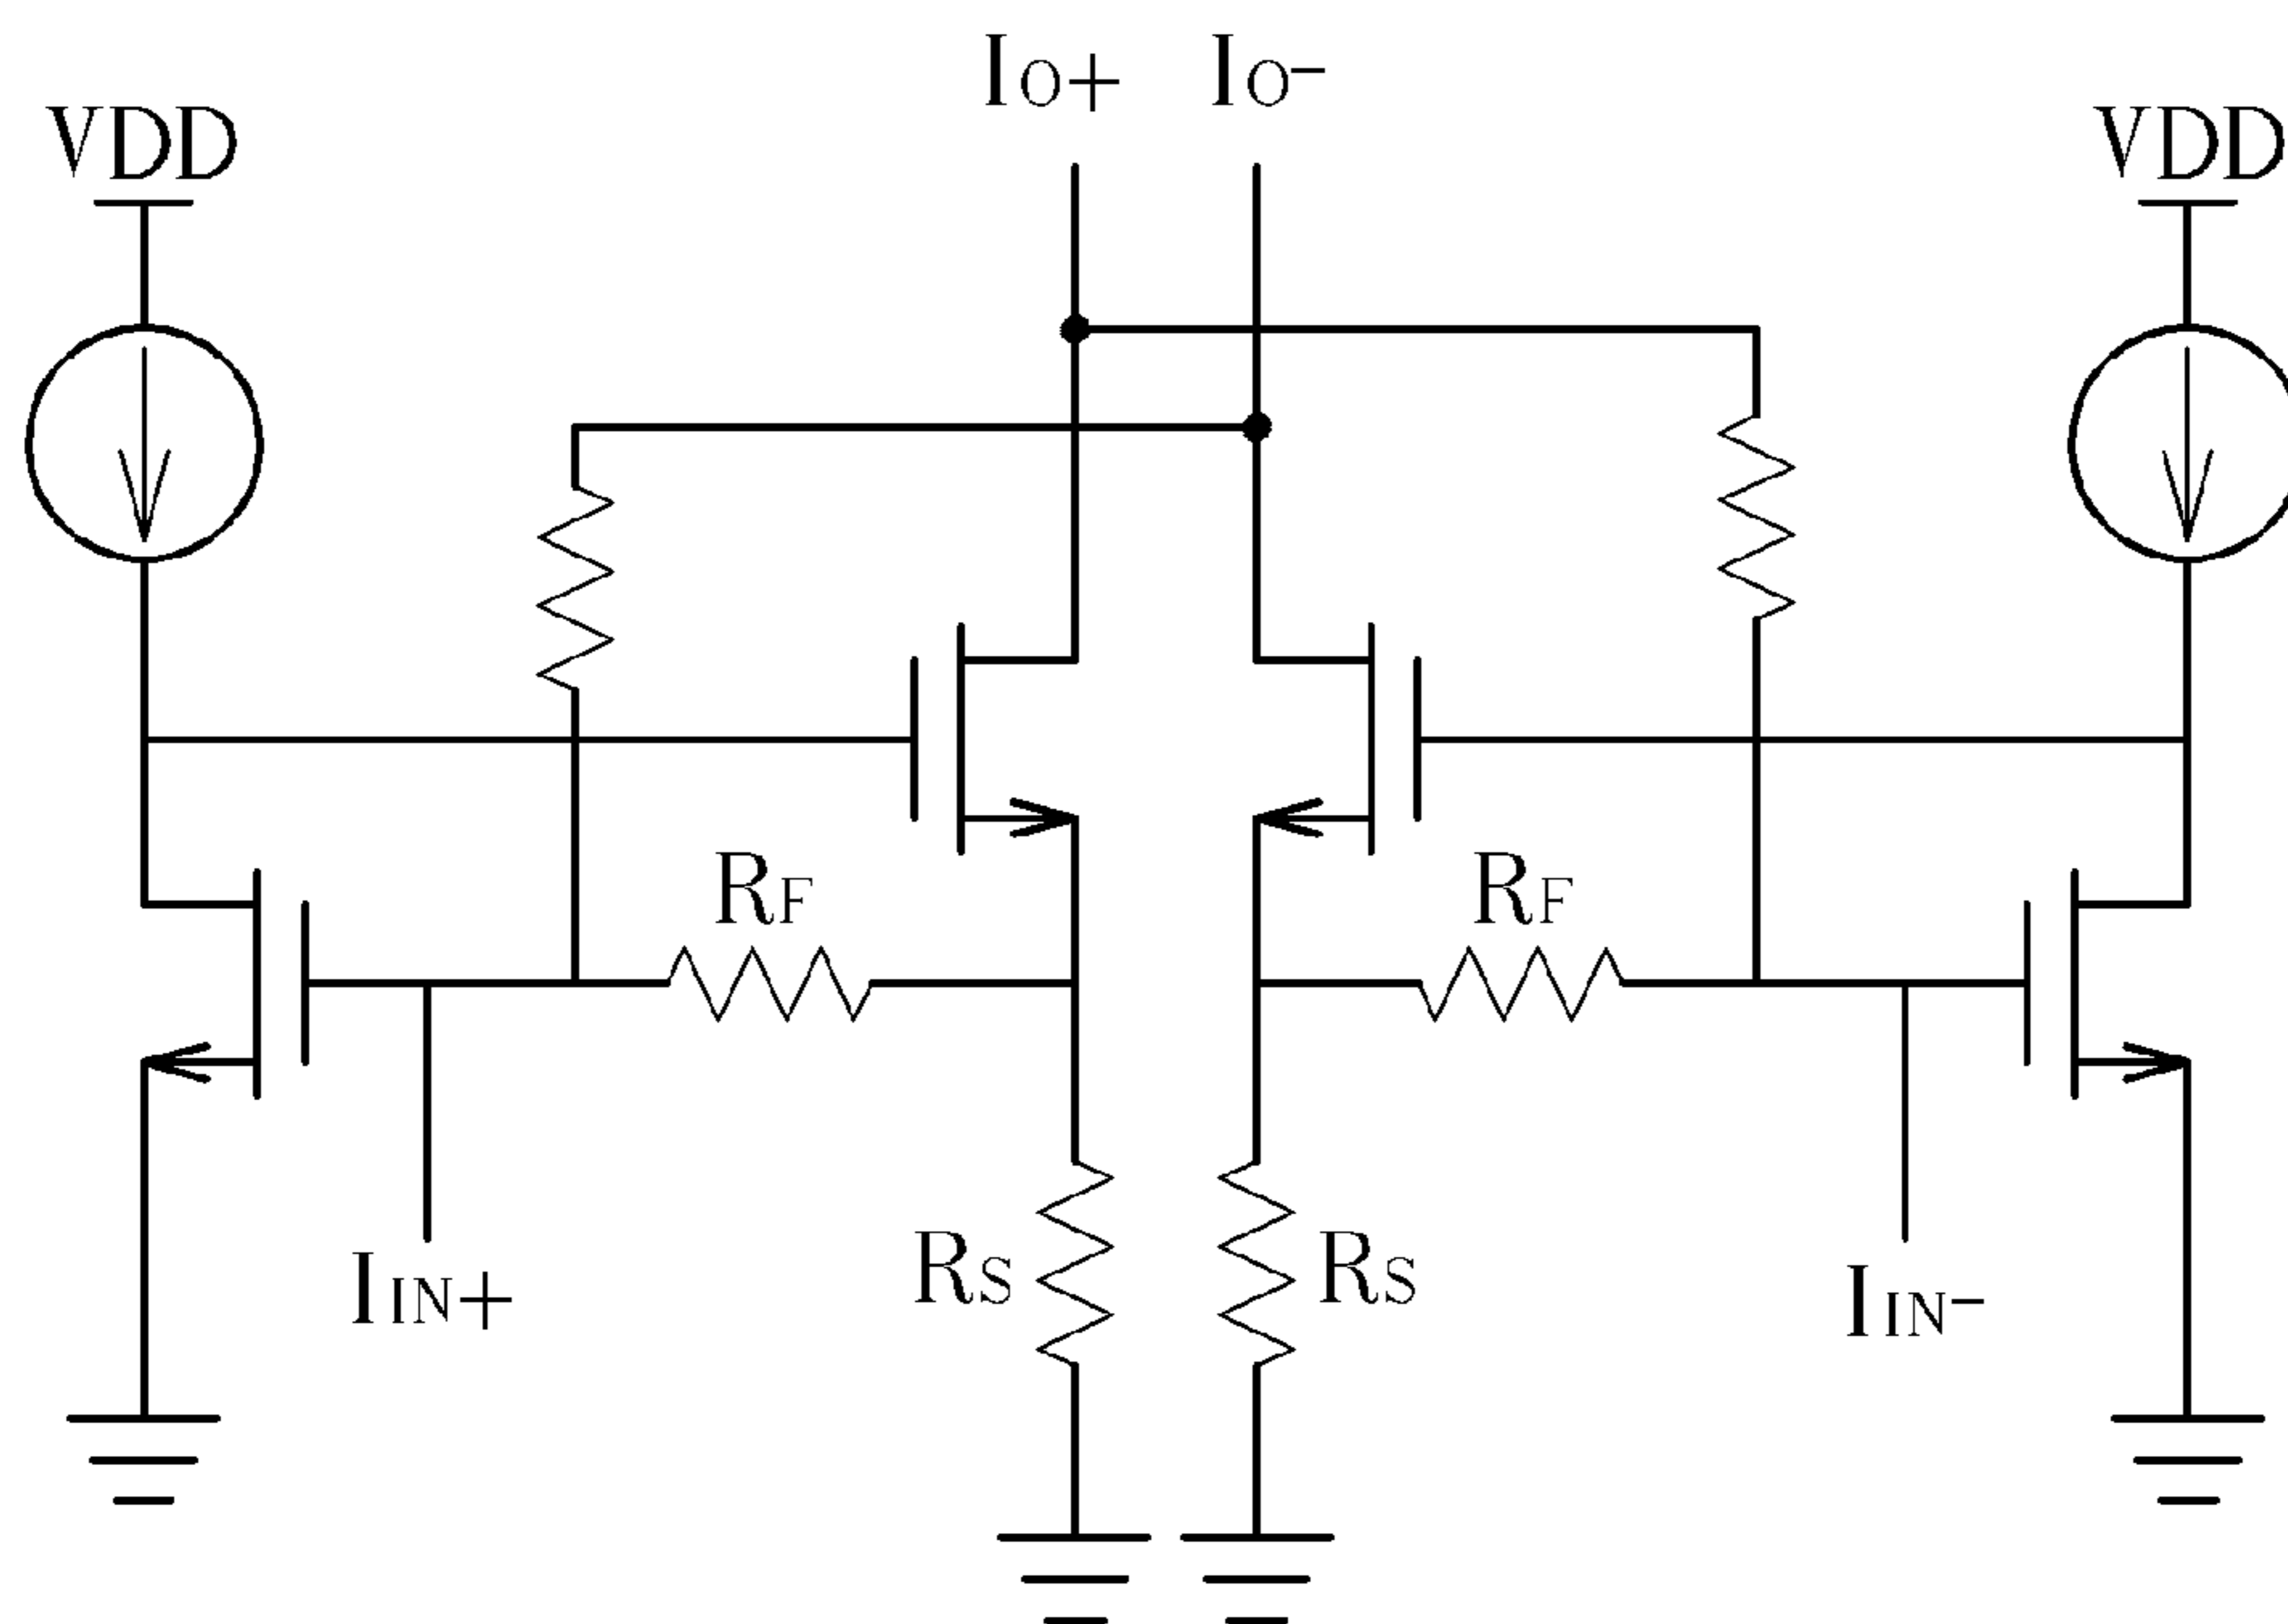 IO+ IO-
VDD VDD
RF RF
RS RS
IIN+ IIN-